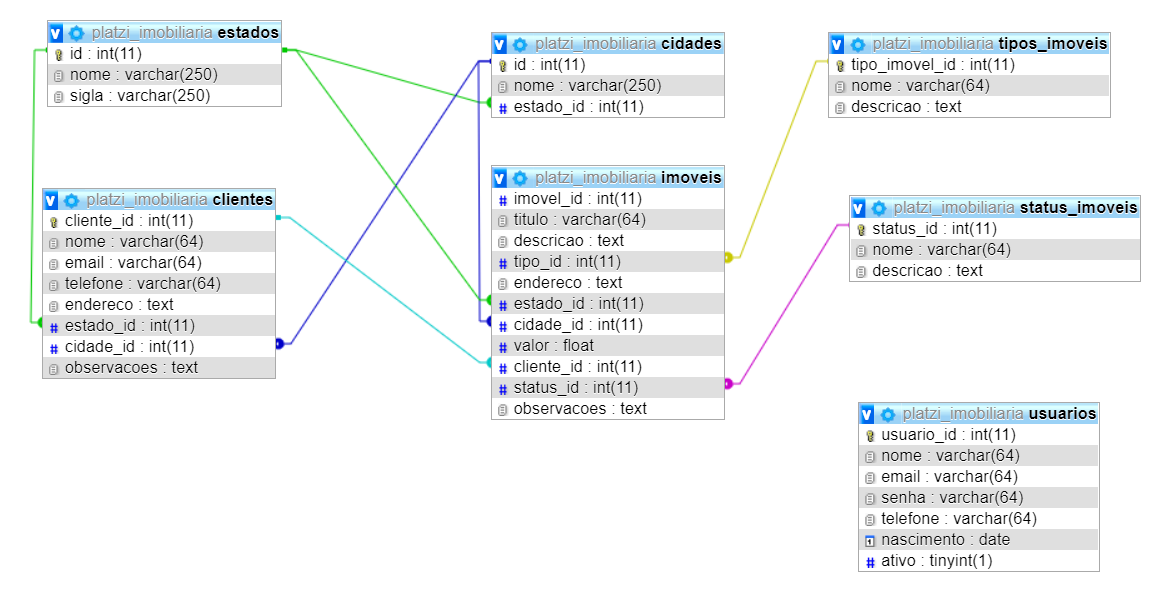 platzi_imobiliaria estados
id : int(11)
nome : varchar(250)
sigla : varchar(250)
platzi_imobiliaria cidades
id : int(11)
nome : varchar(250)
estado_id : int(11)
platzi_imobiliaria tipos_imoveis
tipo_imovel_id : int(11)
nome : varchar(64)
descricao : text
platzi_imobiliaria clientes
cliente_id : int(11)
nome : varchar(64)
email : varchar(64)
telefone : varchar(64)
endereco : text
estado_id : int(11)
cidade_id : int(11)
observacoes : text
platzi_imobiliaria imoveis
imovel_id : int(11)
titulo : varchar(64)
descricao : text
tipo_id : int(11)
endereco : text
estado_id : int(11)
cidade_id : int(11)
valor : float
cliente_id : int(11)
status_id : int(11)
observacoes : text
platzi_imobiliaria status_imoveis
status_id : int(11)
nome : varchar(64)
descricao : text
platzi_imobiliaria usuarios
usuario_id : int(11)
nome : varchar(64)
email : varchar(64)
senha : varchar(64)
telefone : varchar(64)
nascimento : date
ativo : tinyint(1)